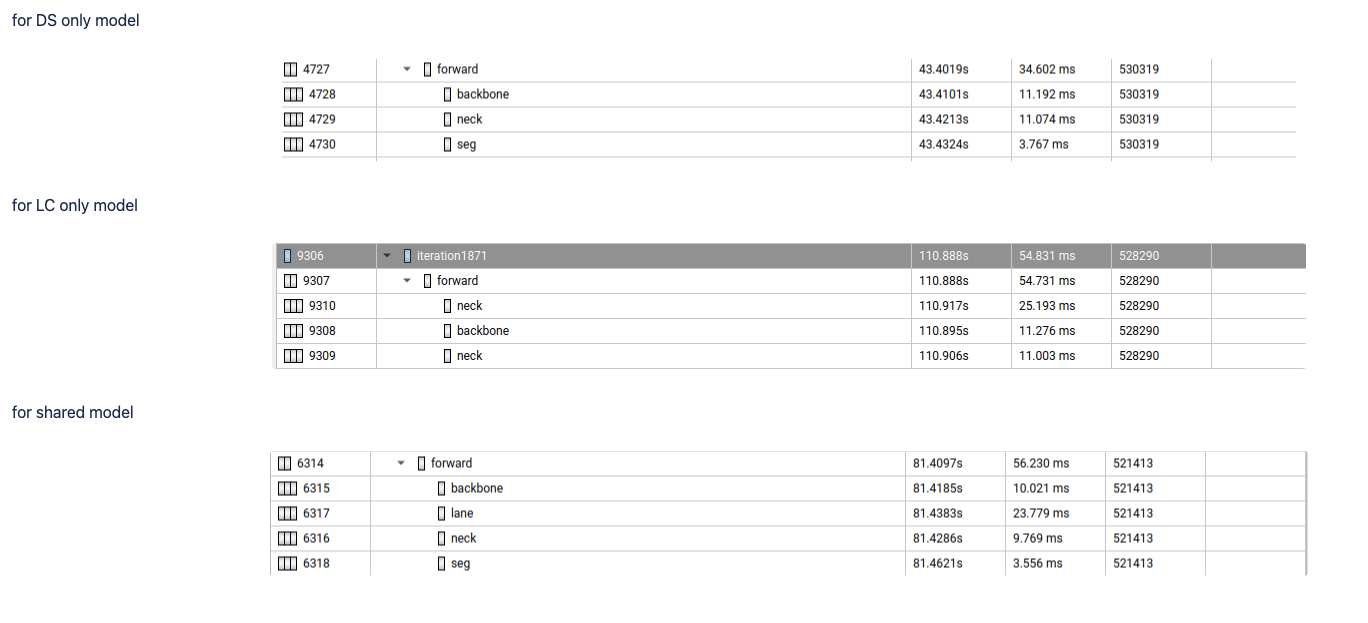 for DS only model
4727 forward 43.4019s 34.602 ms 530319
4728 backbone 43.4101s 11.192 ms 530319
4729 neck 43.4213s 11.074 ms 530319
4730 seg 43.4324s 3.767 ms 530319
for LC only model
9306 iteration1871 110.888s 54.831 ms 528290
9307 forward 110.888s 54.731 ms 528290
9310 neck 110.917s 25.193 ms 528290
9308 backbone 110.895s 11.276 ms 528290
9309 neck 110.906s 11.003 ms 528290
for shared model
6314 forward 81.4097s 56.230 ms 521413
6315 backbone 81.4185s 10.021 ms 521413
6317 lane 81.4383s 23.779 ms 521413
6316 neck 81.4286s 9.769 ms 521413
6318 seg 81.4621s 3.556 ms 521413